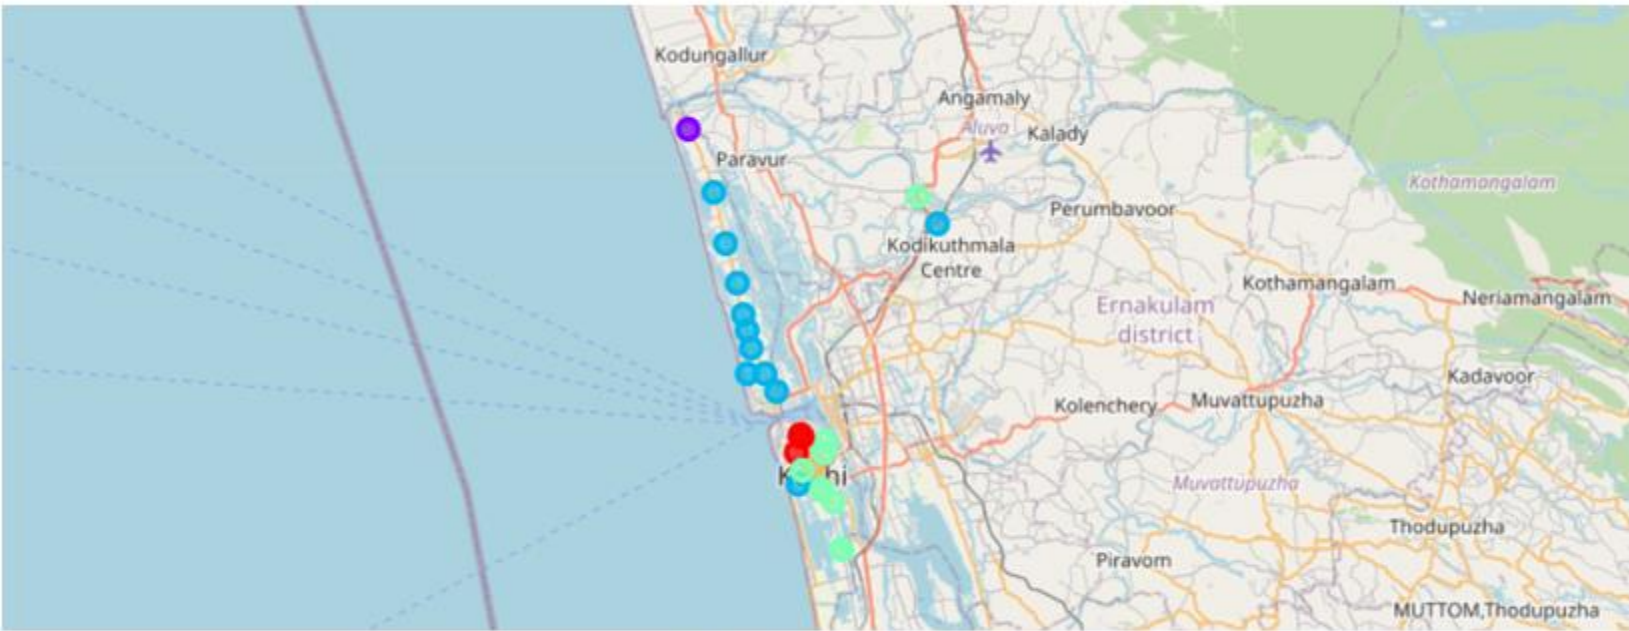 Kodungallur
Angamaly
Aluva
Kalady
Paravur
Kothamangalam
Perumbavoor
Kodikuthmala
Centre
Kothamangalam
Neriamangalam
Ernakulam
district
Kadavoor
Muvattupuzha
Kolenchery
Muvattupuzha
Thodupuzha
Piravom
MUTTOM,Thodupuzha